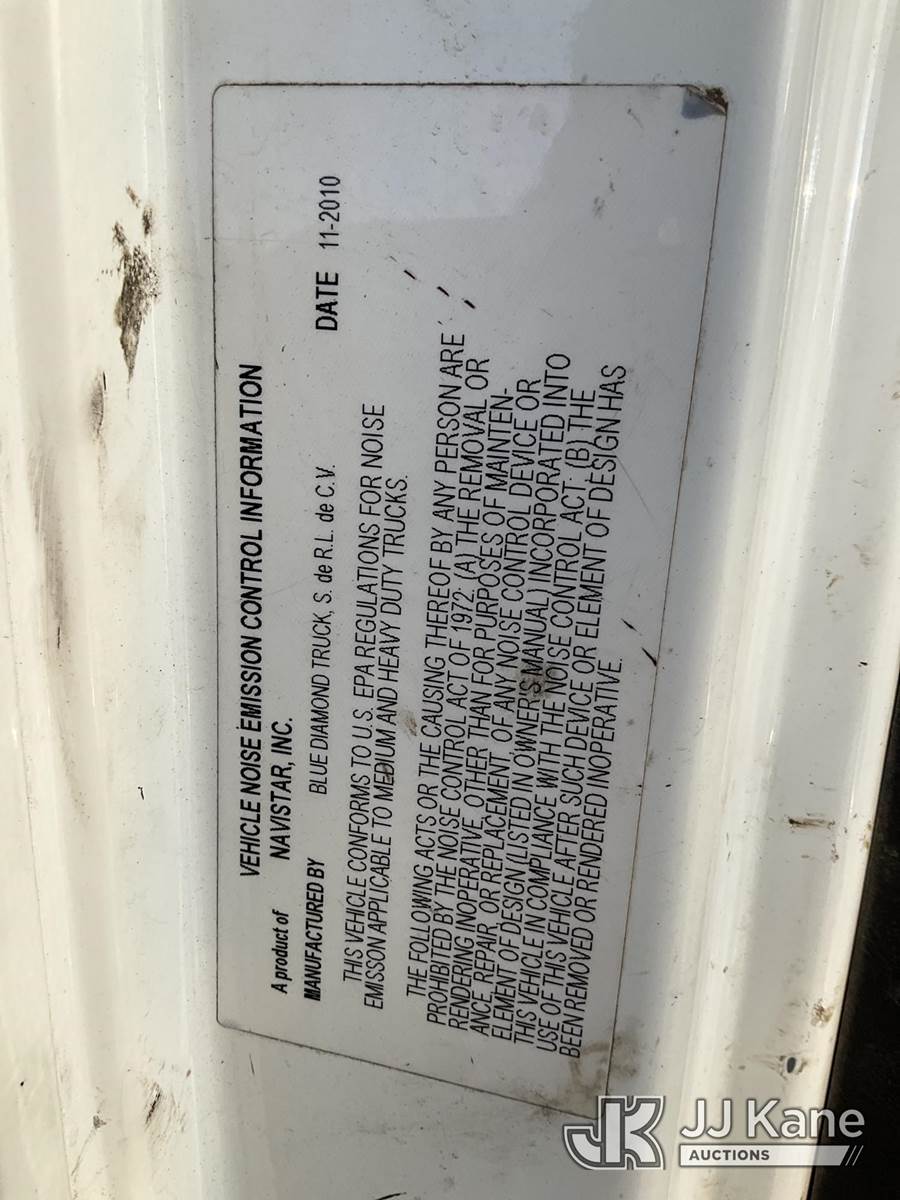 VEHICLE NOISE EMISSION CONTROL INFORMATION
A product of NAVISTAR, INC.
MANUFACTURED BY BLUE DIAMOND TRUCK, S. de R.L. de C.V. DATE 11-2010
THIS VEHICLE CONFORMS TO U.S. EPA REGULATIONS FOR NOISE
EMISSON APPLICABLE TO MEDIUM AND HEAVY DUTY TRUCKS.
THE FOLLOWING ACTS OR THE CAUSING THEREOF BY ANY PERSON ARE
PROHIBITED BY THE NOISE CONTROL ACT OF 1972: (A) THE REMOVAL OR
RENDERING INOPERATIVE, OTHER THAN FOR PURPOSES OF MAINTEN-
ANCE, REPAIR, OR REPLACEMENT, OF ANY NOISE CONTROL DEVICE OR
ELEMENT OF DESIGN (LISTED IN OWNER'S MANUAL) INCORPORATED INTO
THIS VEHICLE IN COMPLIANCE WITH THE NOISE CONTROL ACT, (B) THE
USE OF THIS VEHICLE AFTER SUCH DEVICE OR ELEMENT OF DESIGN HAS
BEEN REMOVED OR RENDERED INOPERATIVE.
JK JJ Kane
AUCTIONS